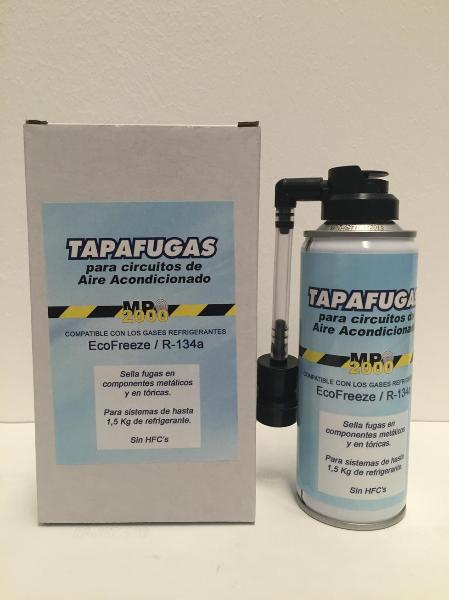 TAPAFUGAS
para circuitos de
Aire Acondicionado
MP
2000
COMPATIBLE CON LOS GASES REFRIGERANTES
EcoFreeze / R-134a
Sella fugas en
componentes metálicos
y en tóricas.
Para sistemas de hasta
1,5 Kg de refrigerante.
Sin HFC's
TAPAFUGAS
para circuitos de
Aire Acondicionado
MP
2000
COMPATIBLE CON LOS GASES REFRIGERA
EcoFreeze / R-134a
Sella fugas en
componentes metálicos
y en tóricas.
Para sistemas de hasta
1,5 Kg de refrigerante.
Sin HFC's